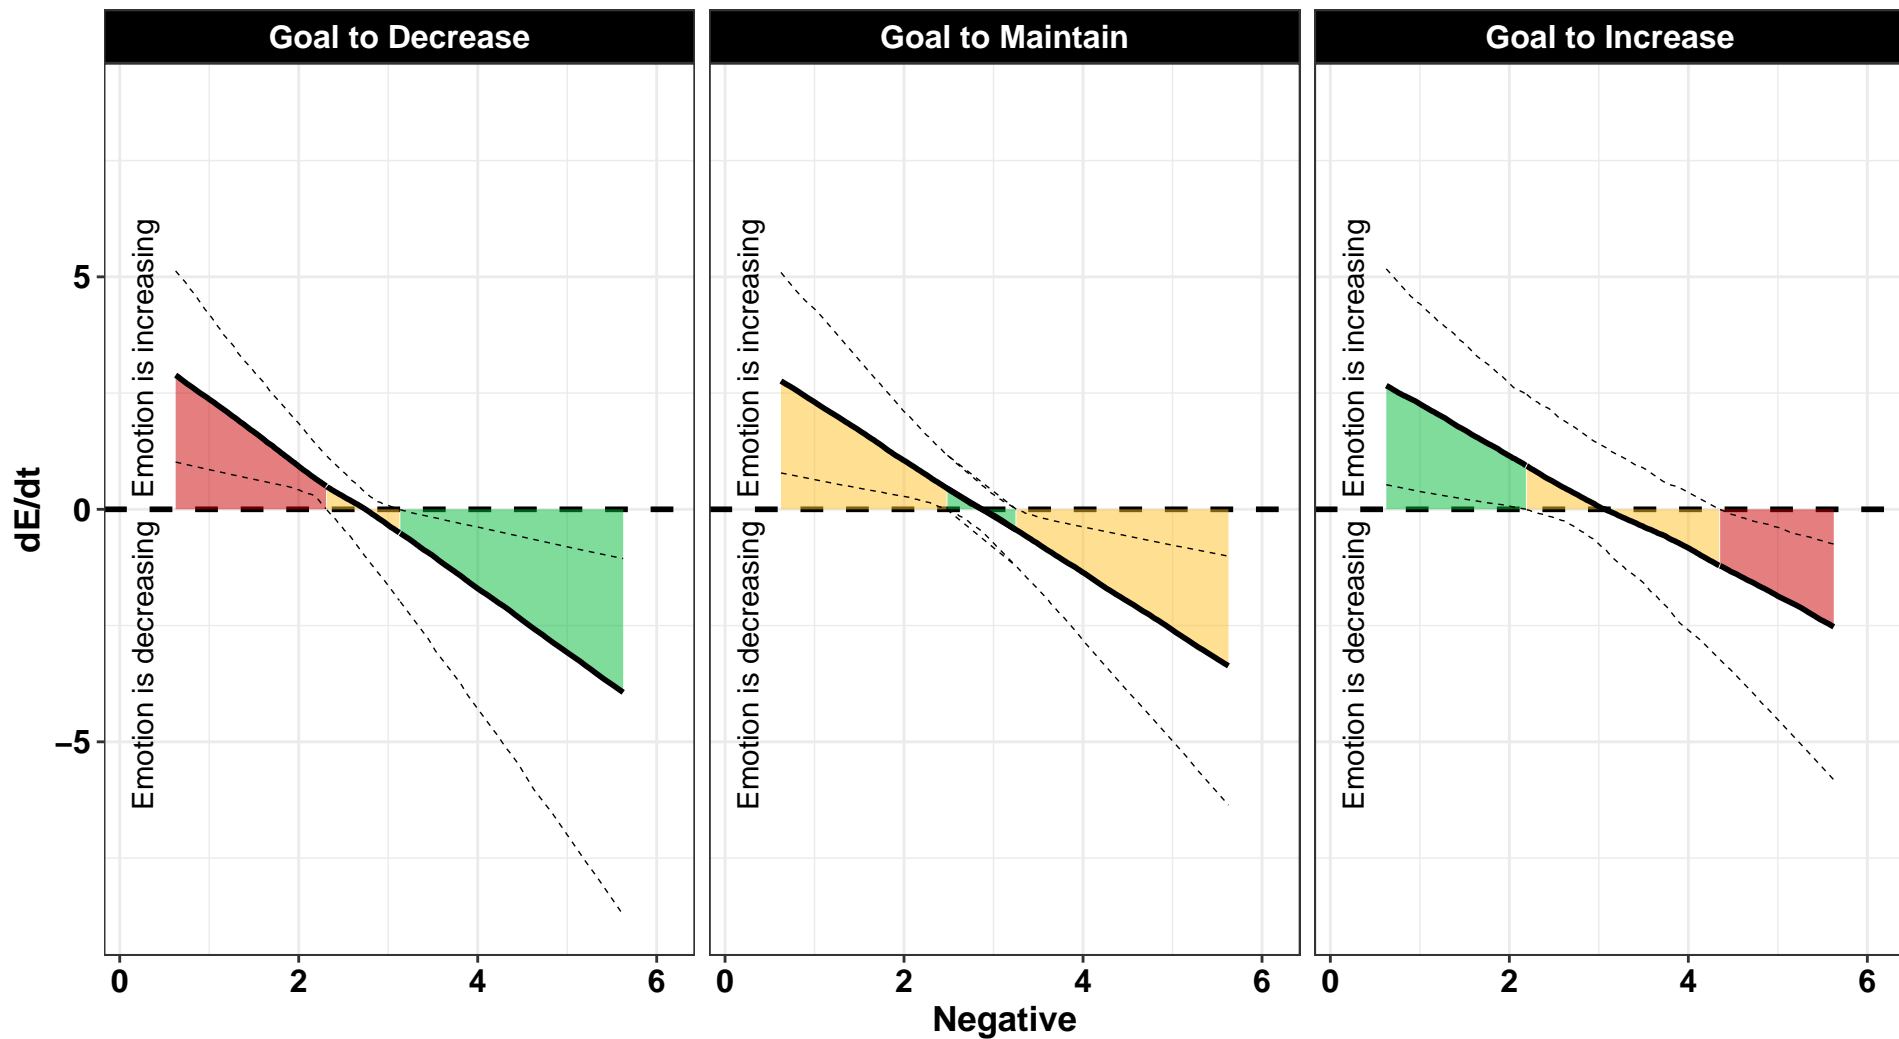 Goal to Decrease
Goal to Maintain
Goal to Increase
dE/dt
5
0
−5
Emotion is increasing
Emotion is decreasing
Emotion is increasing
Emotion is decreasing
Emotion is increasing
Emotion is decreasing
0 2 4 6
0 2 4 6
0 2 4 6
Negative